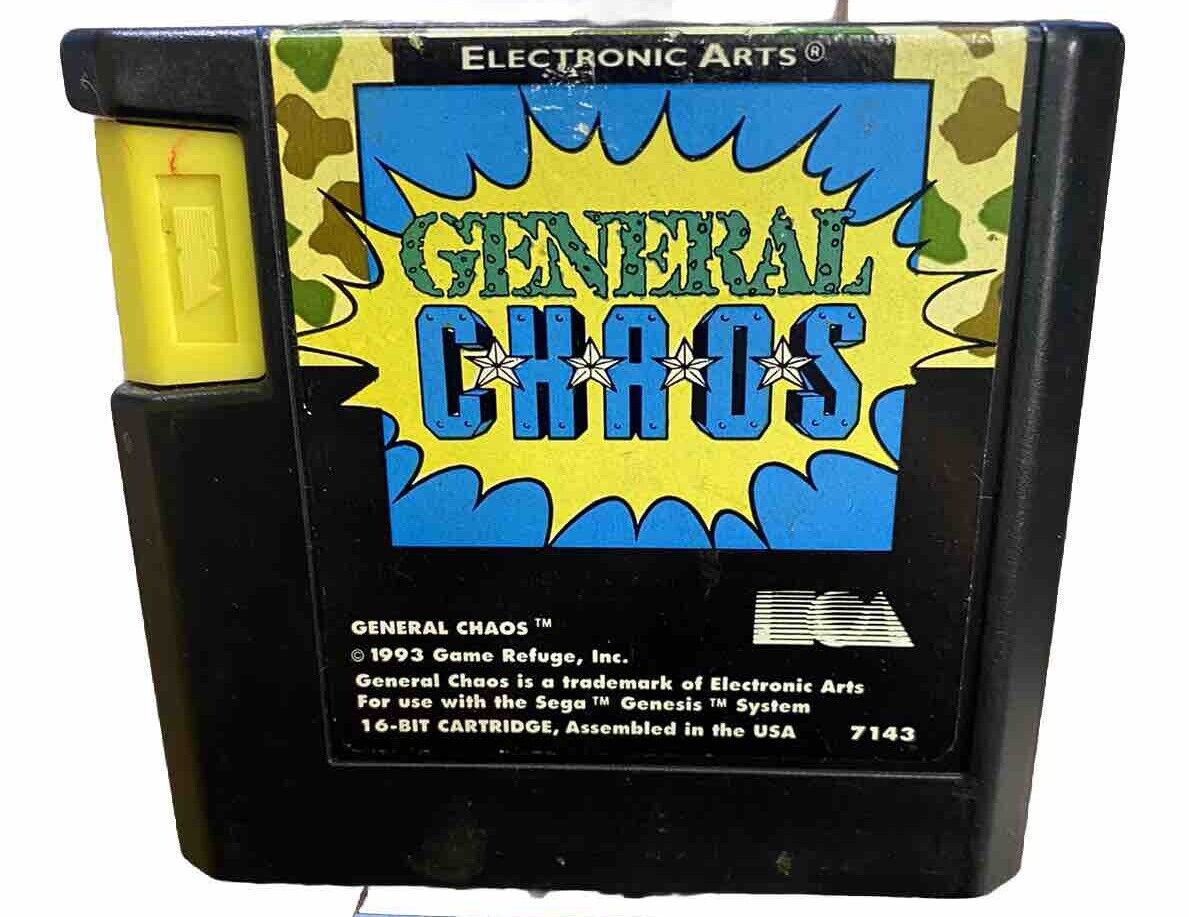 ELECTRONIC ARTS®
GENERAL
CHAOS
EA
GENERAL CHAOS ™
© 1993 Game Refuge, Inc.
General Chaos is a trademark of Electronic Arts
For use with the Sega ™ Genesis ™ System
16-BIT CARTRIDGE, Assembled in the USA 7143